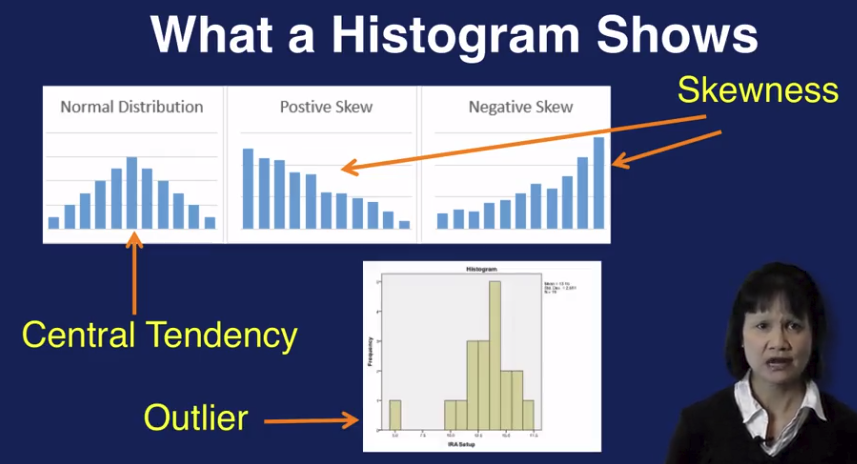 What a Histogram Shows
Skewness
Normal Distribution
Postive Skew
Negative Skew
Central Tendency
Outlier
Histogram
Frequency
IRA Setup